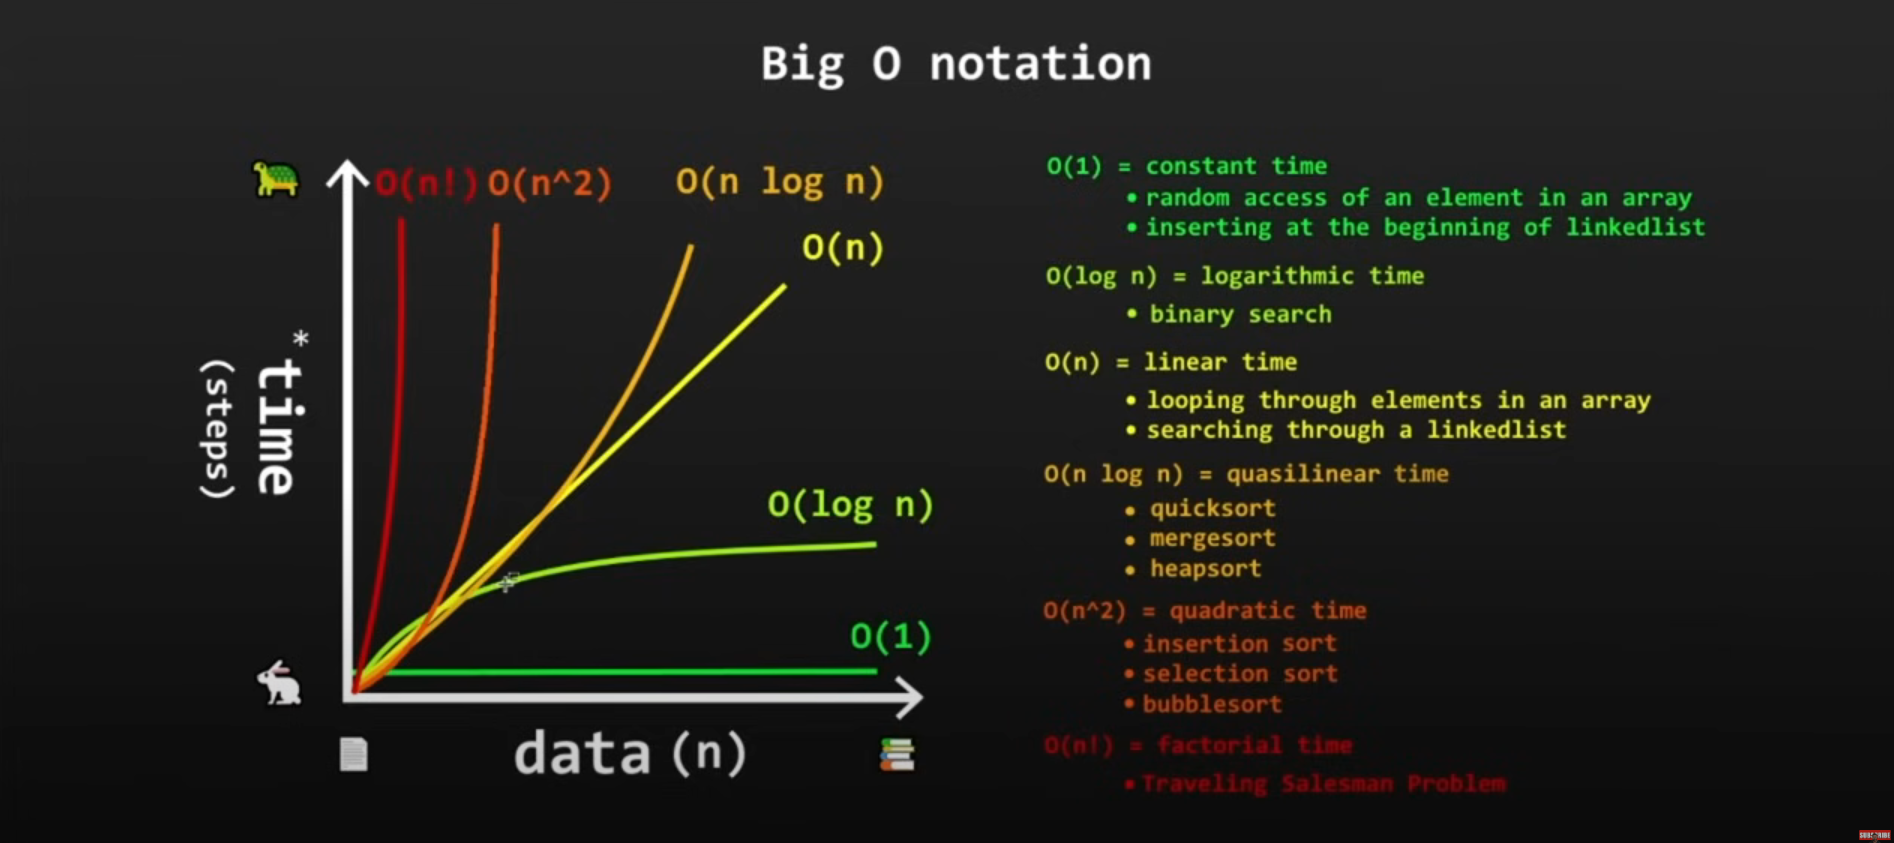 Big O notation
O(n!)
O(n^2)
O(n log n)
O(n)
O(log n)
O(1)
*
time
(steps)
data (n)
O(1) = constant time
• random access of an element in an array
• inserting at the beginning of linkedlist
O(log n) = logarithmic time
• binary search
O(n) = linear time
• looping through elements in an array
• searching through a linkedlist
O(n log n) = quasilinear time
• quicksort
• mergesort
• heapsort
O(n^2) = quadratic time
• insertion sort
• selection sort
• bubblesort
O(n!) = factorial time
• Traveling Salesman Problem
SUBSCRIBE